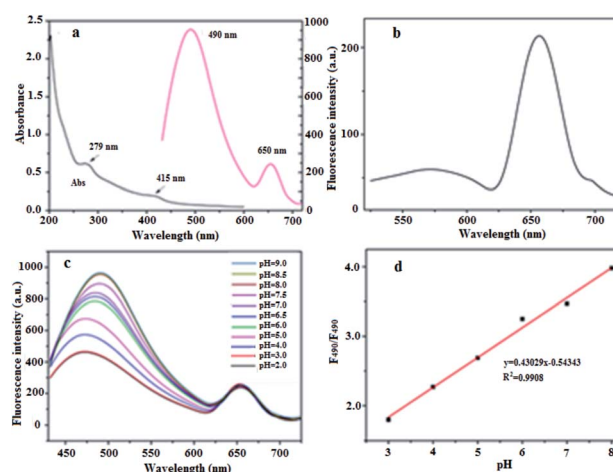 a
2.5
2.0
1.5
1.0
0.5
0.0
Absorbance
490 nm
279 nm
Abs
415 nm
650 nm
1000
800
600
400
200
0
Fluorescence intensity (a.u.)
200 300 400 500 600 700
Wavelength (nm)
b
200
100
50
Fluorescence intensity (a.u.)
550 600 650 700
Wavelength (nm)
c
1000
800
600
400
200
0
Fluorescence intensity (a.u.)
pH=9.0
pH=8.5
pH=8.0
pH=7.5
pH=7.0
pH=6.5
pH=6.0
pH=5.0
pH=4.0
pH=3.0
pH=2.0
450 500 550 600 650 700
Wavelength (nm)
d
4.0
3.0
2.0
F490/F490
y=0.43029x-0.54343
R²=0.9908
3 4 5 6 7 8
pH